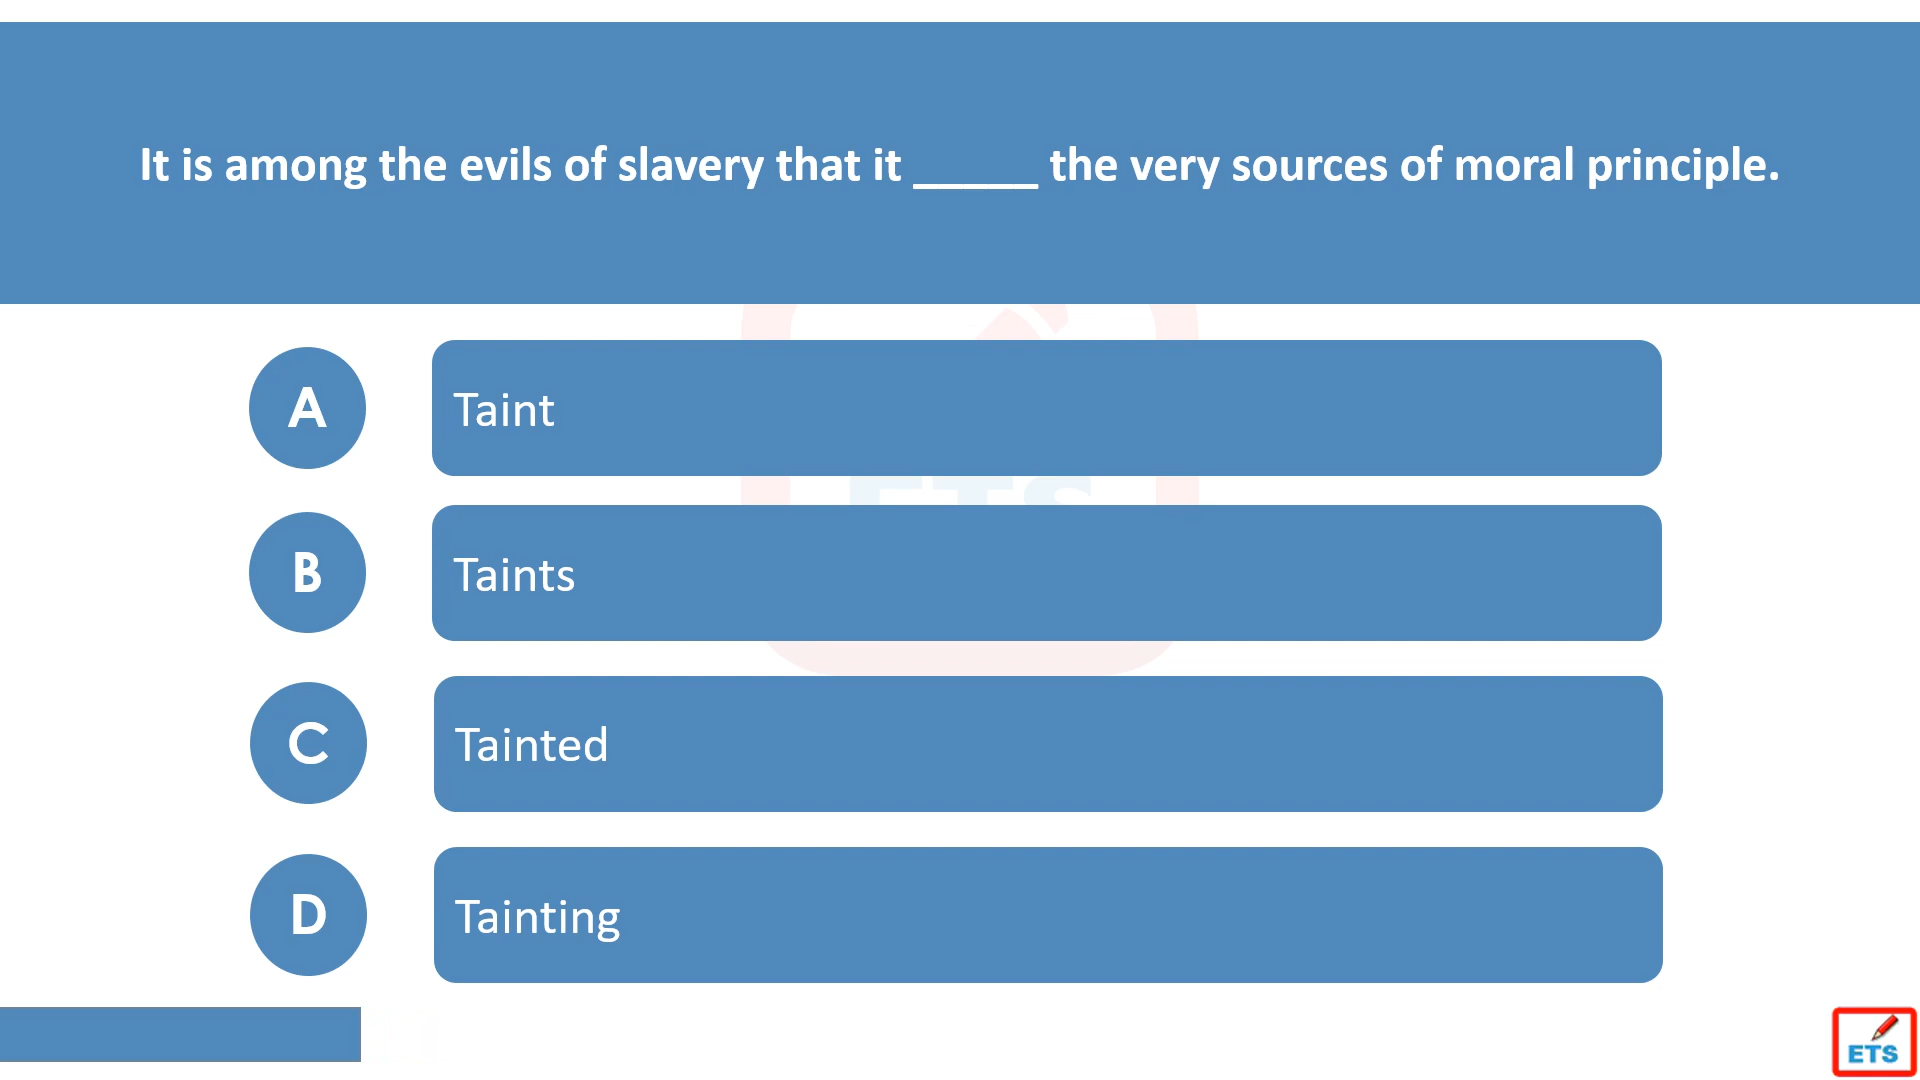 It is among the evils of slavery that it _____ the very sources of moral principle.
A
Taint
B
Taints
C
Tainted
D
Tainting
ETS
ETS